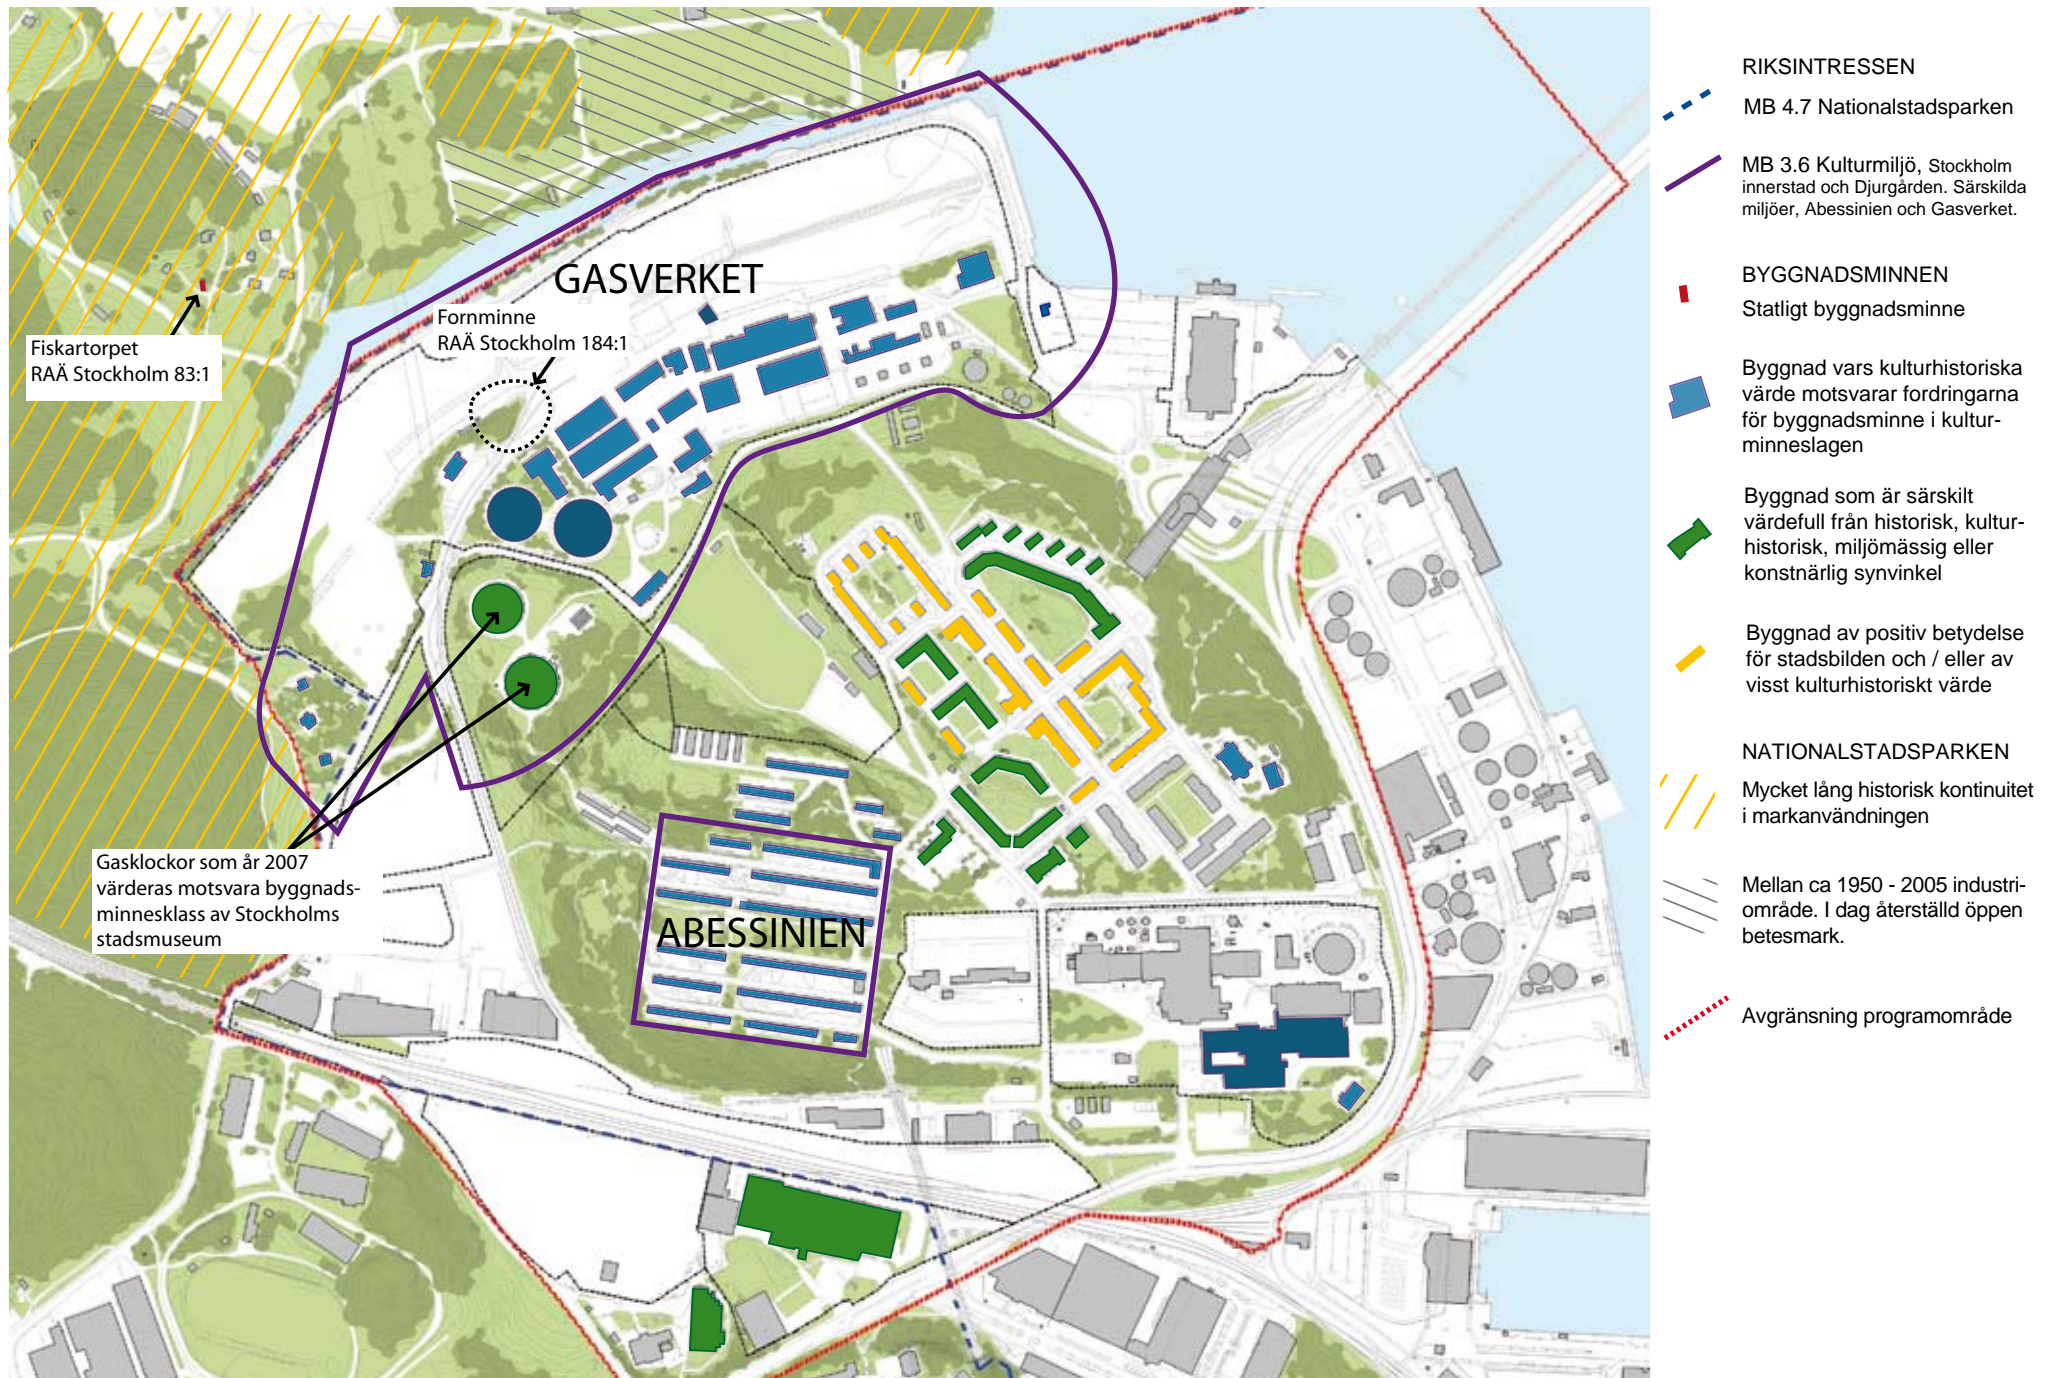 GASVERKET
Fornminne
RAÄ Stockholm 184:1
Fiskartorpet
RAÄ Stockholm 83:1
Gasklockor som år 2007
värderas motsvara byggnads-
minnesklass av Stockholms
stadsmuseum
ABESSINIEN
RIKSINTRESSEN
MB 4.7 Nationalstadsparken
MB 3.6 Kulturmiljö, Stockholm
innerstad och Djurgården. Särskilda
miljöer, Abessinien och Gasverket.
BYGGNADSMINNEN
Statligt byggnadsminne
Byggnad vars kulturhistoriska
värde motsvarar fordringarna
för byggnadsminne i kultur-
minneslagen
Byggnad som är särskilt
värdefull från historisk, kultur-
historisk, miljömässig eller
konstnärlig synvinkel
Byggnad av positiv betydelse
för stadsbilden och / eller av
visst kulturhistoriskt värde
NATIONALSTADSPARKEN
Mycket lång historisk kontinuitet
i markanvändningen
Mellan ca 1950 - 2005 industri-
område. I dag återställd öppen
betesmark.
Avgränsning programområde